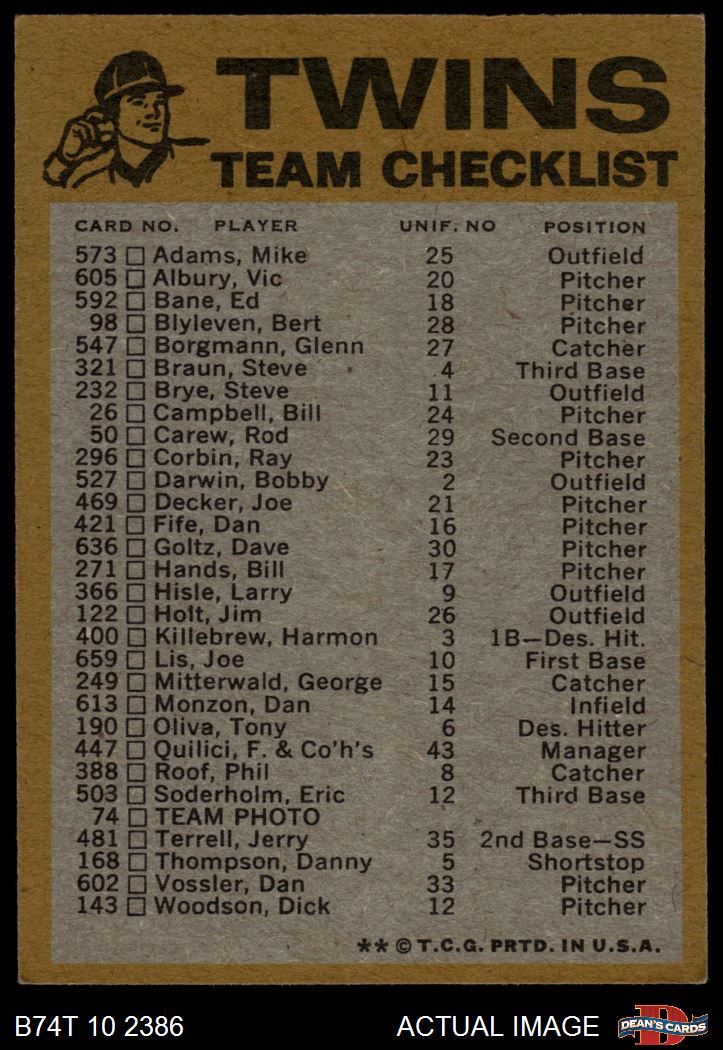 TWINS
TEAM CHECKLIST
CARD NO. PLAYER UNIF. NO POSITION
573 □ Adams, Mike 25 Outfield
605 □ Albury, Vic 20 Pitcher
592 □ Bane, Ed 18 Pitcher
98 □ Blyleven, Bert 28 Pitcher
547 □ Borgmann, Glenn 27 Catcher
321 □ Braun, Steve 4 Third Base
232 □ Brye, Steve 11 Outfield
26 □ Campbell, Bill 24 Pitcher
50 □ Carew, Rod 29 Second Base
296 □ Corbin, Ray 23 Pitcher
527 □ Darwin, Bobby 2 Outfield
469 □ Decker, Joe 21 Pitcher
421 □ Fife, Dan 16 Pitcher
636 □ Goltz, Dave 30 Pitcher
271 □ Hands, Bill 17 Pitcher
366 □ Hisle, Larry 9 Outfield
122 □ Holt, Jim 26 Outfield
400 □ Killebrew, Harmon 3 1B—Des. Hit.
659 □ Lis, Joe 10 First Base
249 □ Mitterwald, George 15 Catcher
613 □ Monzon, Dan 14 Infield
190 □ Oliva, Tony 6 Des. Hitter
447 □ Quilici, F. & Co'h's 43 Manager
388 □ Roof, Phil 8 Catcher
503 □ Soderholm, Eric 12 Third Base
74 □ TEAM PHOTO
481 □ Terrell, Jerry 35 2nd Base—SS
168 □ Thompson, Danny 5 Shortstop
602 □ Vossler, Dan 33 Pitcher
143 □ Woodson, Dick 12 Pitcher
** © T.C.G. PRTD. IN U.S.A.
B74T 10 2386 ACTUAL IMAGE D DEAN'S CARDS